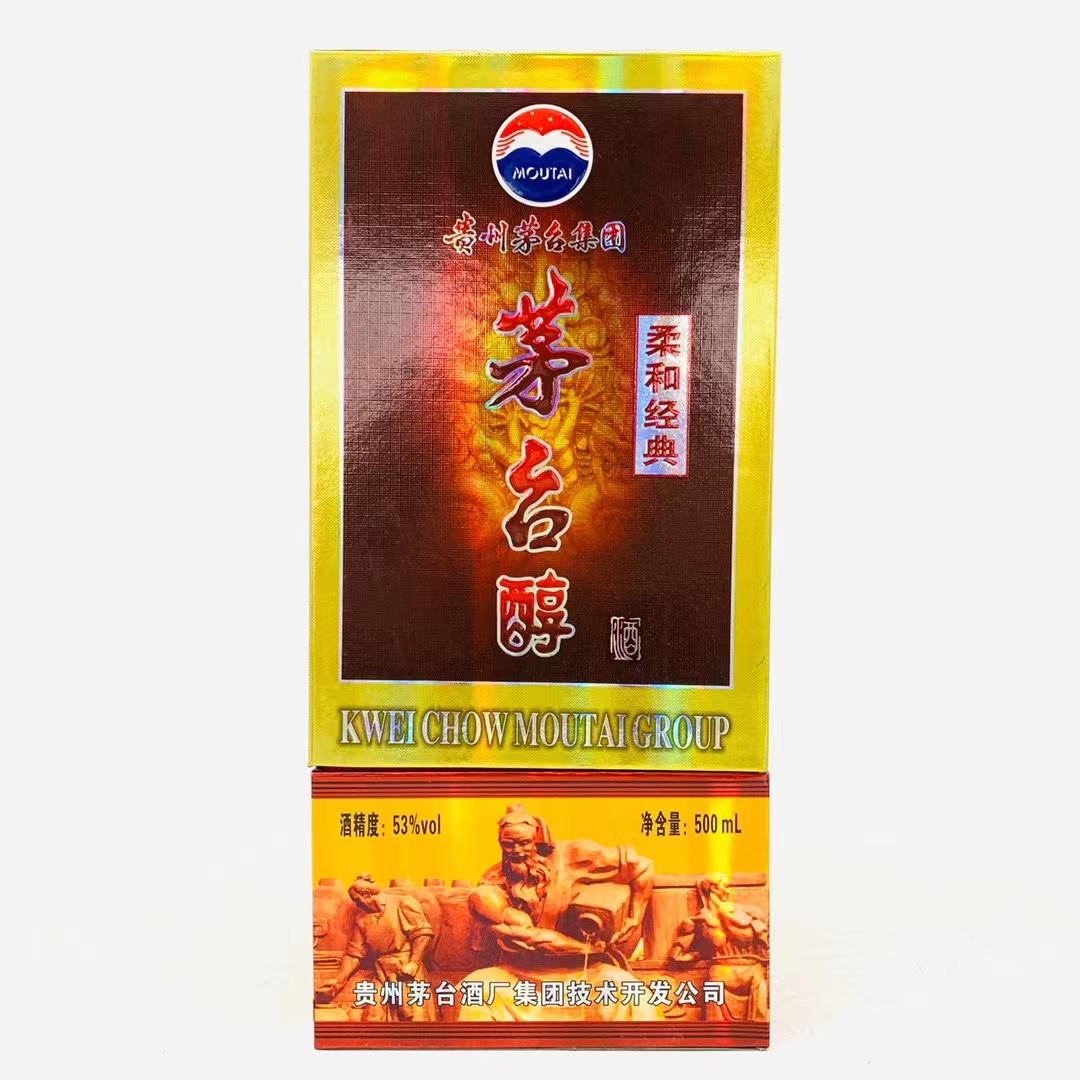 MOUTAI
贵州茅台集团
茅台醇
柔和经典
酒
KWEI CHOW MOUTAI GROUP
酒精度：53%vol
净含量：500mL
贵州茅台酒厂集团技术开发公司